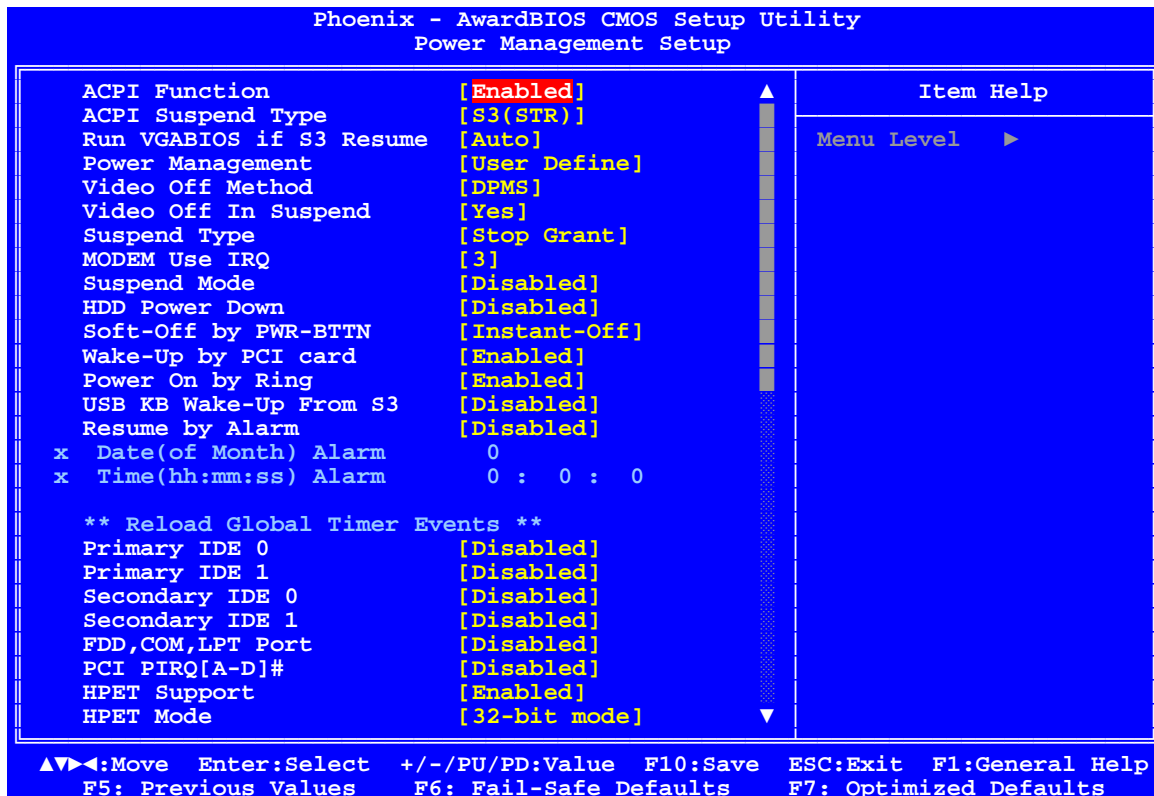 Phoenix - AwardBIOS CMOS Setup Utility
Power Management Setup
ACPI Function [Enabled] ▲ Item Help
ACPI Suspend Type [S3(STR)]
Run VGABIOS if S3 Resume [Auto] Menu Level ►
Power Management [User Define]
Video Off Method [DPMS]
Video Off In Suspend [Yes]
Suspend Type [Stop Grant]
MODEM Use IRQ [3]
Suspend Mode [Disabled]
HDD Power Down [Disabled]
Soft-Off by PWR-BTTN [Instant-Off]
Wake-Up by PCI card [Enabled]
Power On by Ring [Enabled]
USB KB Wake-Up From S3 [Disabled]
Resume by Alarm [Disabled]
x Date(of Month) Alarm 0
x Time(hh:mm:ss) Alarm 0 : 0 : 0
** Reload Global Timer Events **
Primary IDE 0 [Disabled]
Primary IDE 1 [Disabled]
Secondary IDE 0 [Disabled]
Secondary IDE 1 [Disabled]
FDD,COM,LPT Port [Disabled]
PCI PIRQ[A-D]# [Disabled]
HPET Support [Enabled]
HPET Mode [32-bit mode] ▼
▲▼►◄:Move Enter:Select +/-/PU/PD:Value F10:Save ESC:Exit F1:General Help
F5: Previous Values F6: Fail-Safe Defaults F7: Optimized Defaults